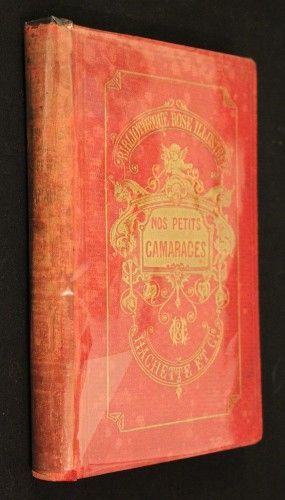 BIBLIOTHÈQUE ROSE ILLUSTRÉE
NOS PETITS
CAMARADES
HACHETTE ET Cie